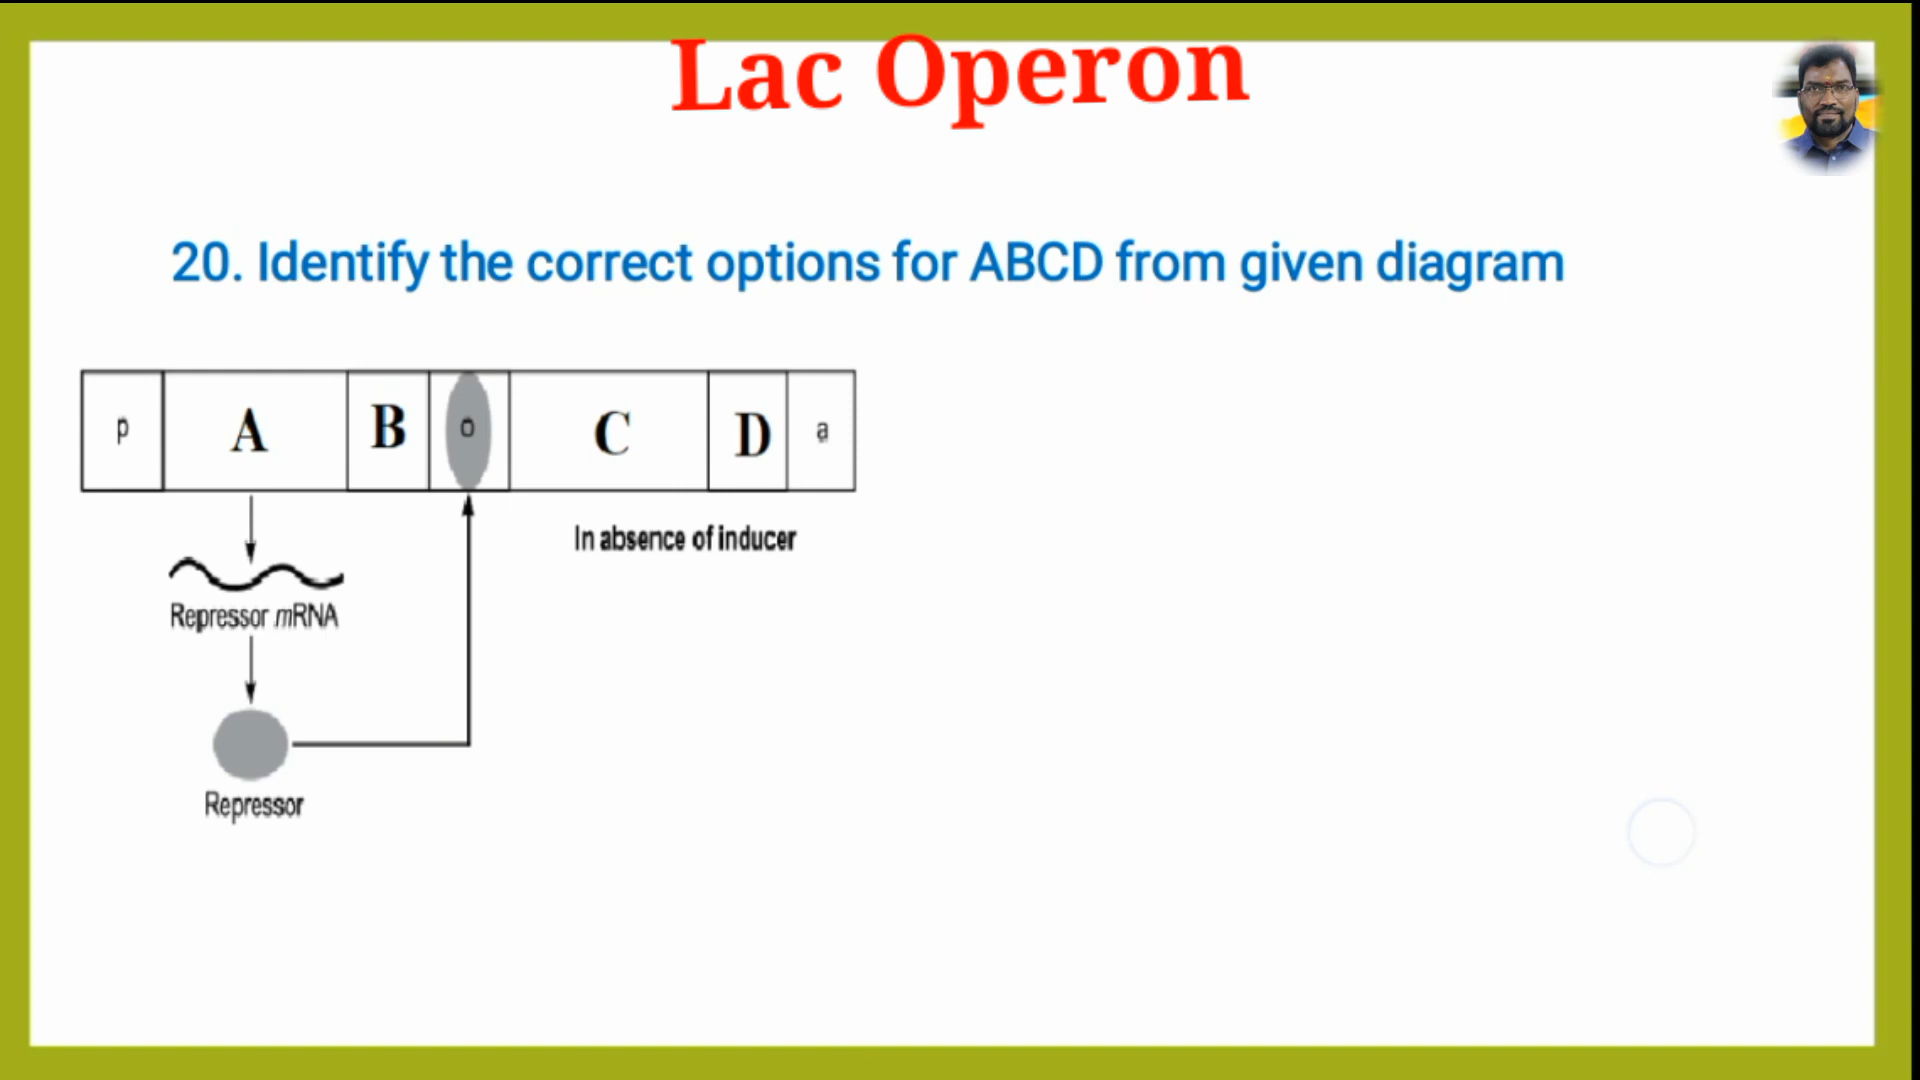 Lac Operon
20. Identify the correct options for ABCD from given diagram
p A B o C D a
In absence of inducer
Repressor mRNA
Repressor